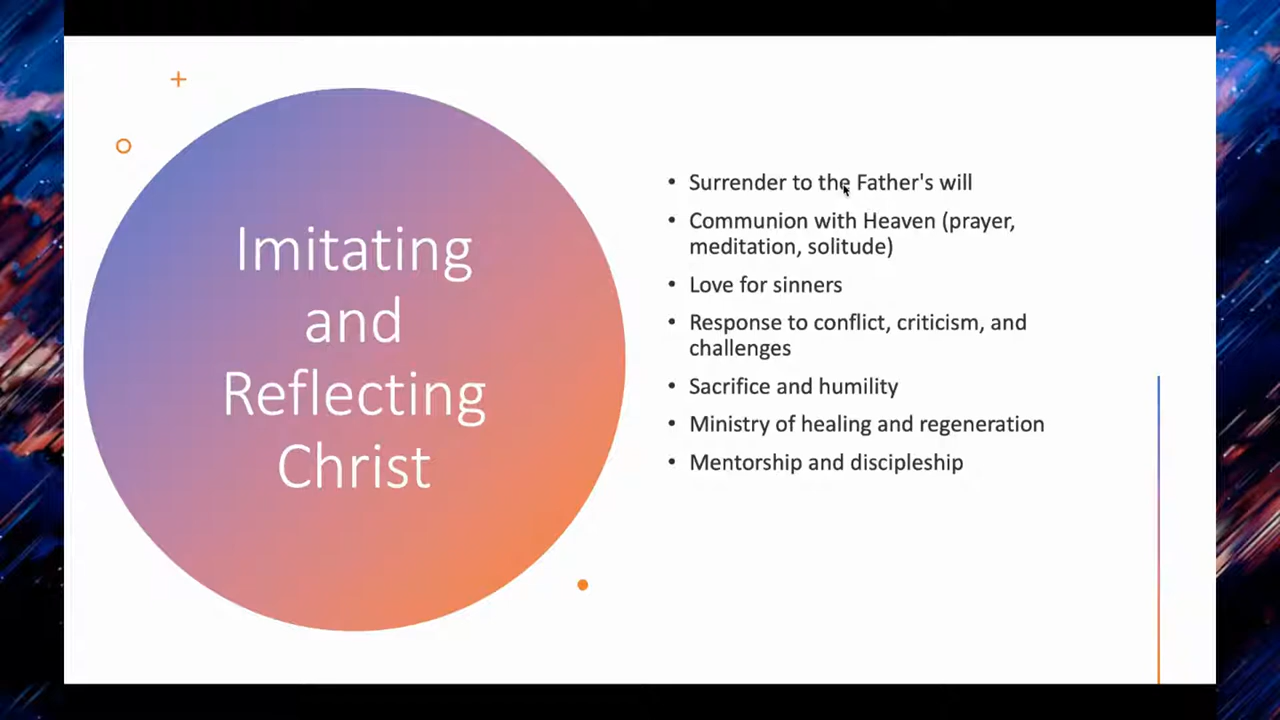 Imitating
and
Reflecting
Christ
• Surrender to the Father's will
• Communion with Heaven (prayer,
meditation, solitude)
• Love for sinners
• Response to conflict, criticism, and
challenges
• Sacrifice and humility
• Ministry of healing and regeneration
• Mentorship and discipleship